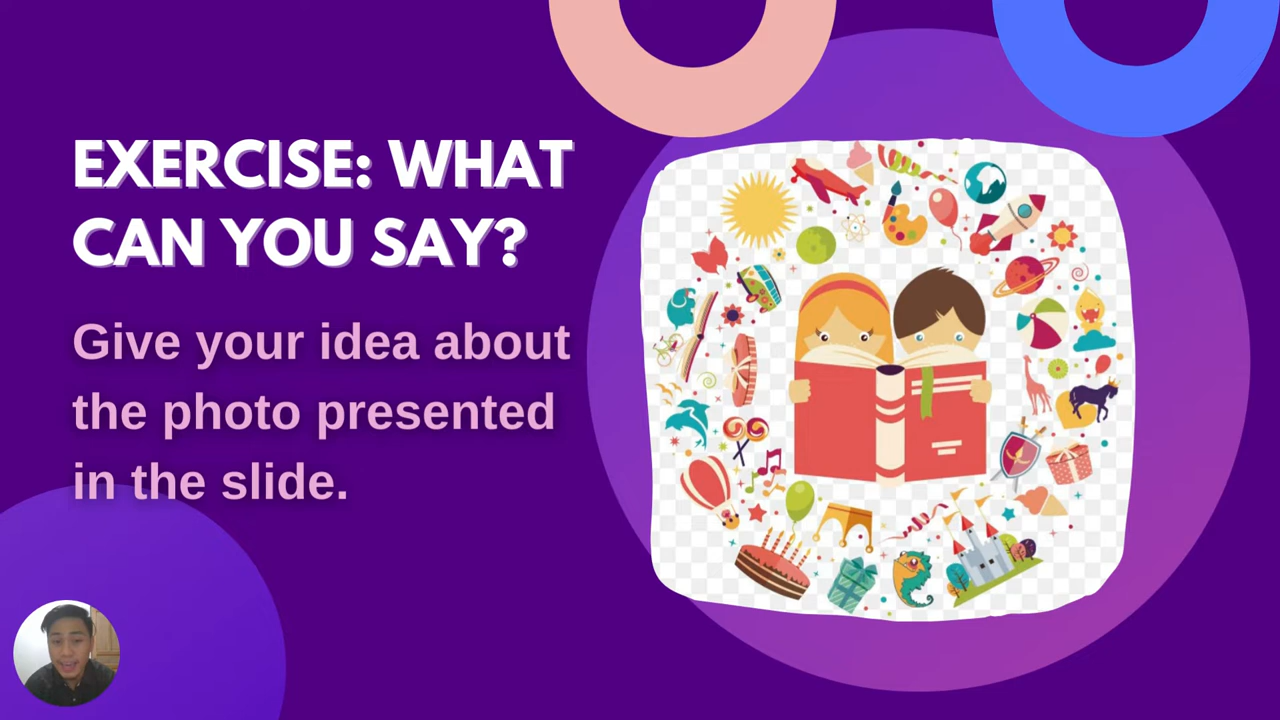 EXERCISE: WHAT
CAN YOU SAY?
Give your idea about
the photo presented
in the slide.